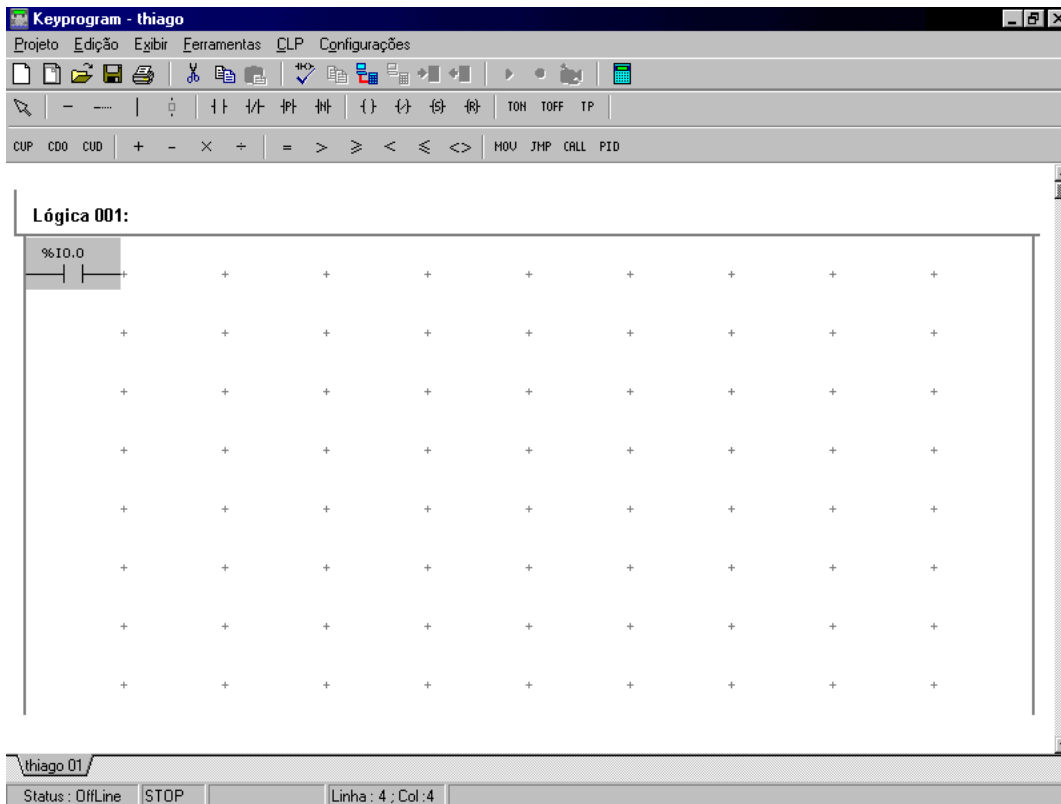 Keyprogram - thiago
Projeto Edição Exibir Ferramentas CLP Configurações
P N S R TON TOFF TP
CUP CDO CUD + − × ÷ = > ≥ < ≤ <> MOV JMP CALL PID
Lógica 001:
%I0.0
thiago 01
Status : OffLine STOP Linha : 4 ; Col :4